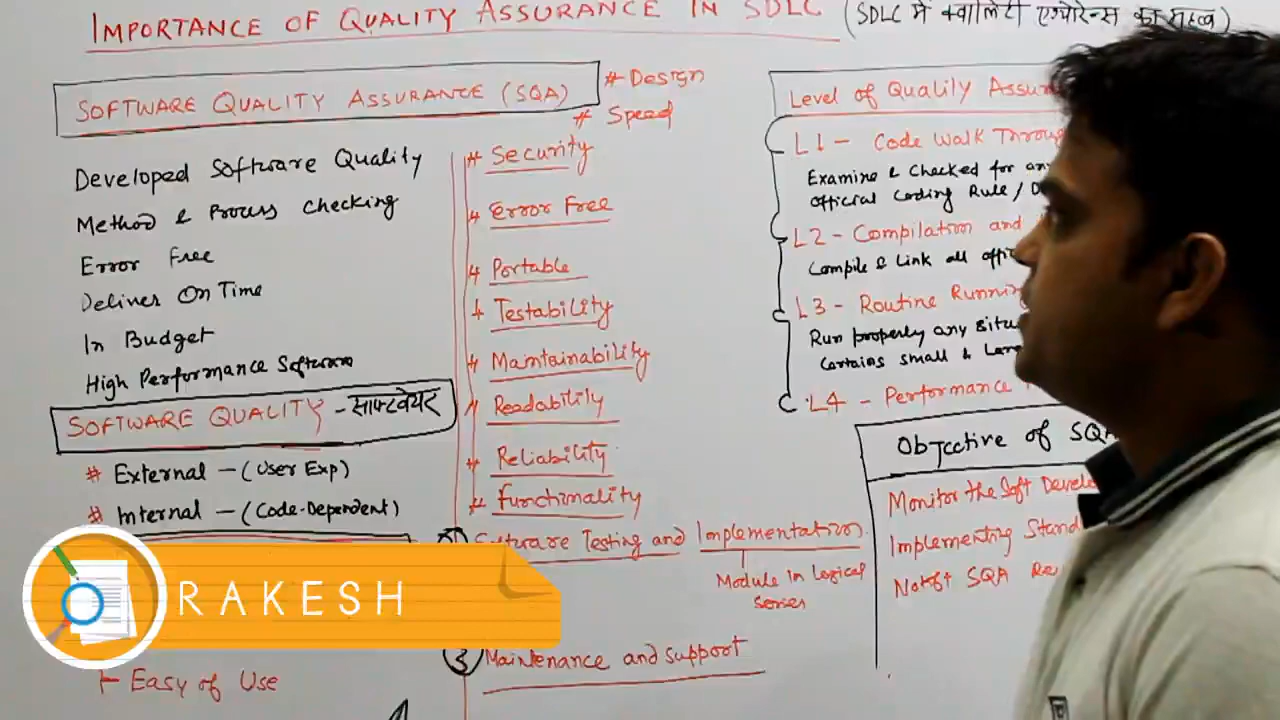 IMPORTANCE OF QUALITY ASSURANCE IN SDLC (SDLC में क्वालिटी एश्योरेन्स का महत्व)
SOFTWARE QUALITY ASSURANCE (SQA)
Developed Software Quality
Method & Process Checking
Error Free
Deliver On Time
In Budget
High Performance Software
SOFTWARE QUALITY - साफ्टवेयर
# External - (User Exp)
# Internal - (Code-Dependent)
RAKESH
Easy of Use
# Design
# Speed
# Security
# Error Free
# Portable
# Testability
# Maintainability
# Readability
# Reliability
# Functionality
Software Testing and Implementation
Module in Logical
Series
3 Maintenance and support
Level of Quality
L1 - Code Walk
Examine & Checked for
official Coding Rule /
L2 - Compilation and
Compile & Link all
L3 - Routine
Run properly any
Contains small &
L4 - Performance
Objective of SQA
Monitor the Soft
Implementing
SQA